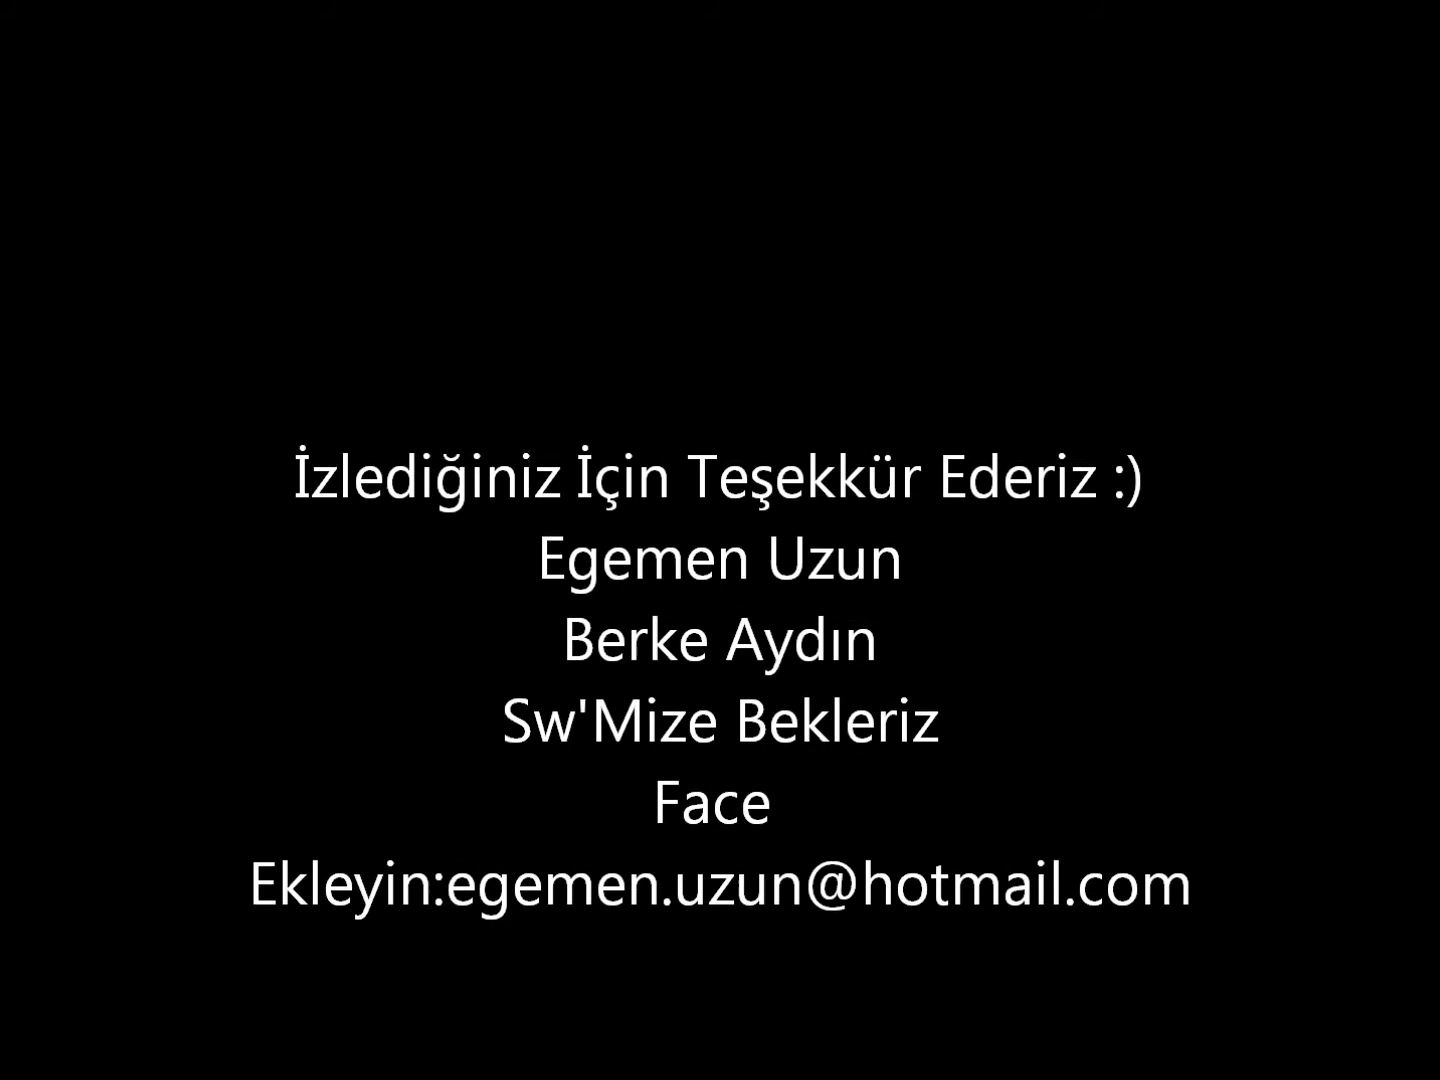 İzlediğiniz İçin Teşekkür Ederiz :)
Egemen Uzun
Berke Aydın
Sw'Mize Bekleriz
Face
Ekleyin:egemen.uzun@hotmail.com